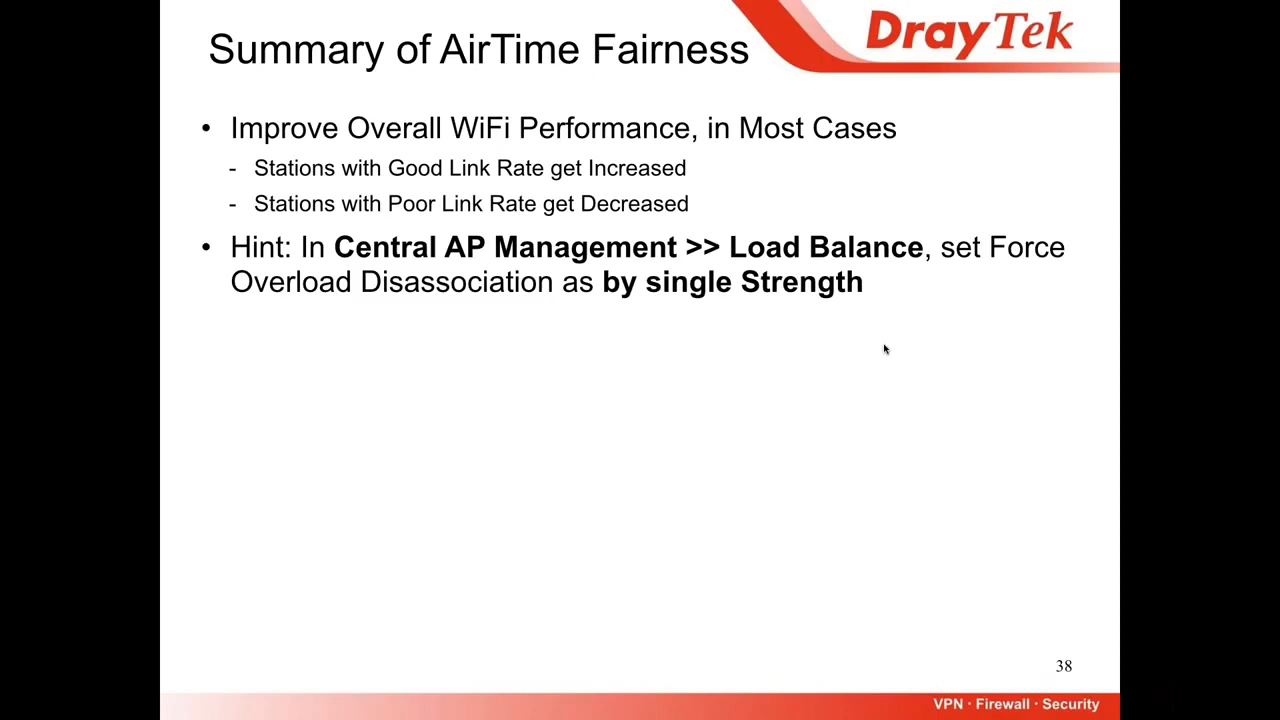 Summary of AirTime Fairness
DrayTek
• Improve Overall WiFi Performance, in Most Cases
- Stations with Good Link Rate get Increased
- Stations with Poor Link Rate get Decreased
• Hint: In Central AP Management >> Load Balance, set Force
Overload Disassociation as by single Strength
38
VPN · Firewall · Security